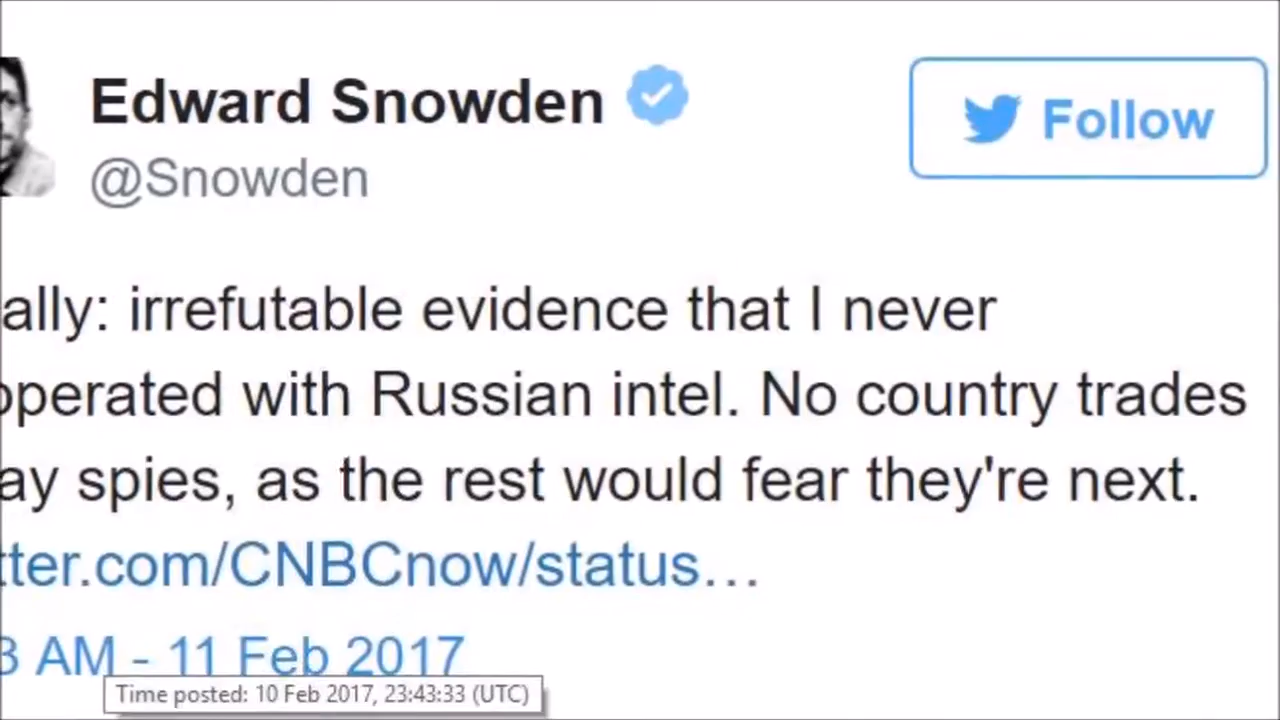 Edward Snowden
Follow
@Snowden
ally: irrefutable evidence that I never
operated with Russian intel. No country trades
ay spies, as the rest would fear they're next.
tter.com/CNBCnow/status…
3 AM - 11 Feb 2017
Time posted: 10 Feb 2017, 23:43:33 (UTC)